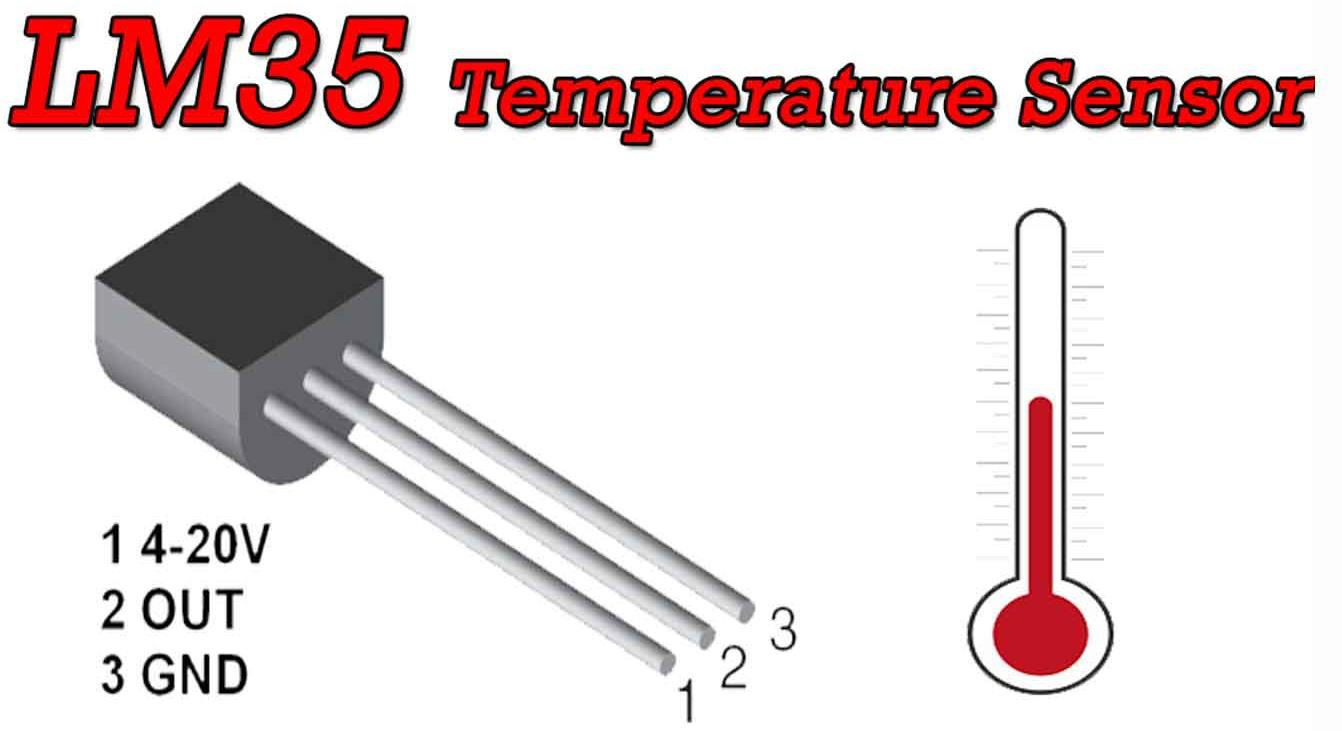 LM35 Temperature Sensor
1 4-20V
2 OUT
3 GND
3
2
1